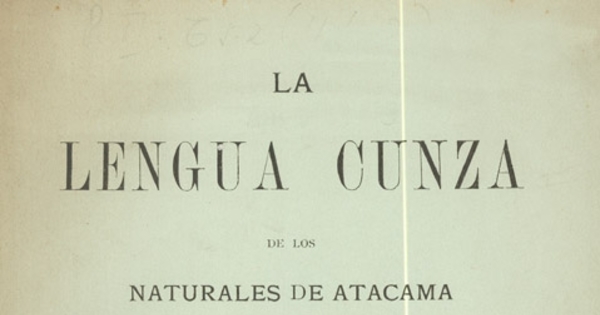 LA
LENGUA CUNZA
DE LOS
NATURALES DE ATACAMA